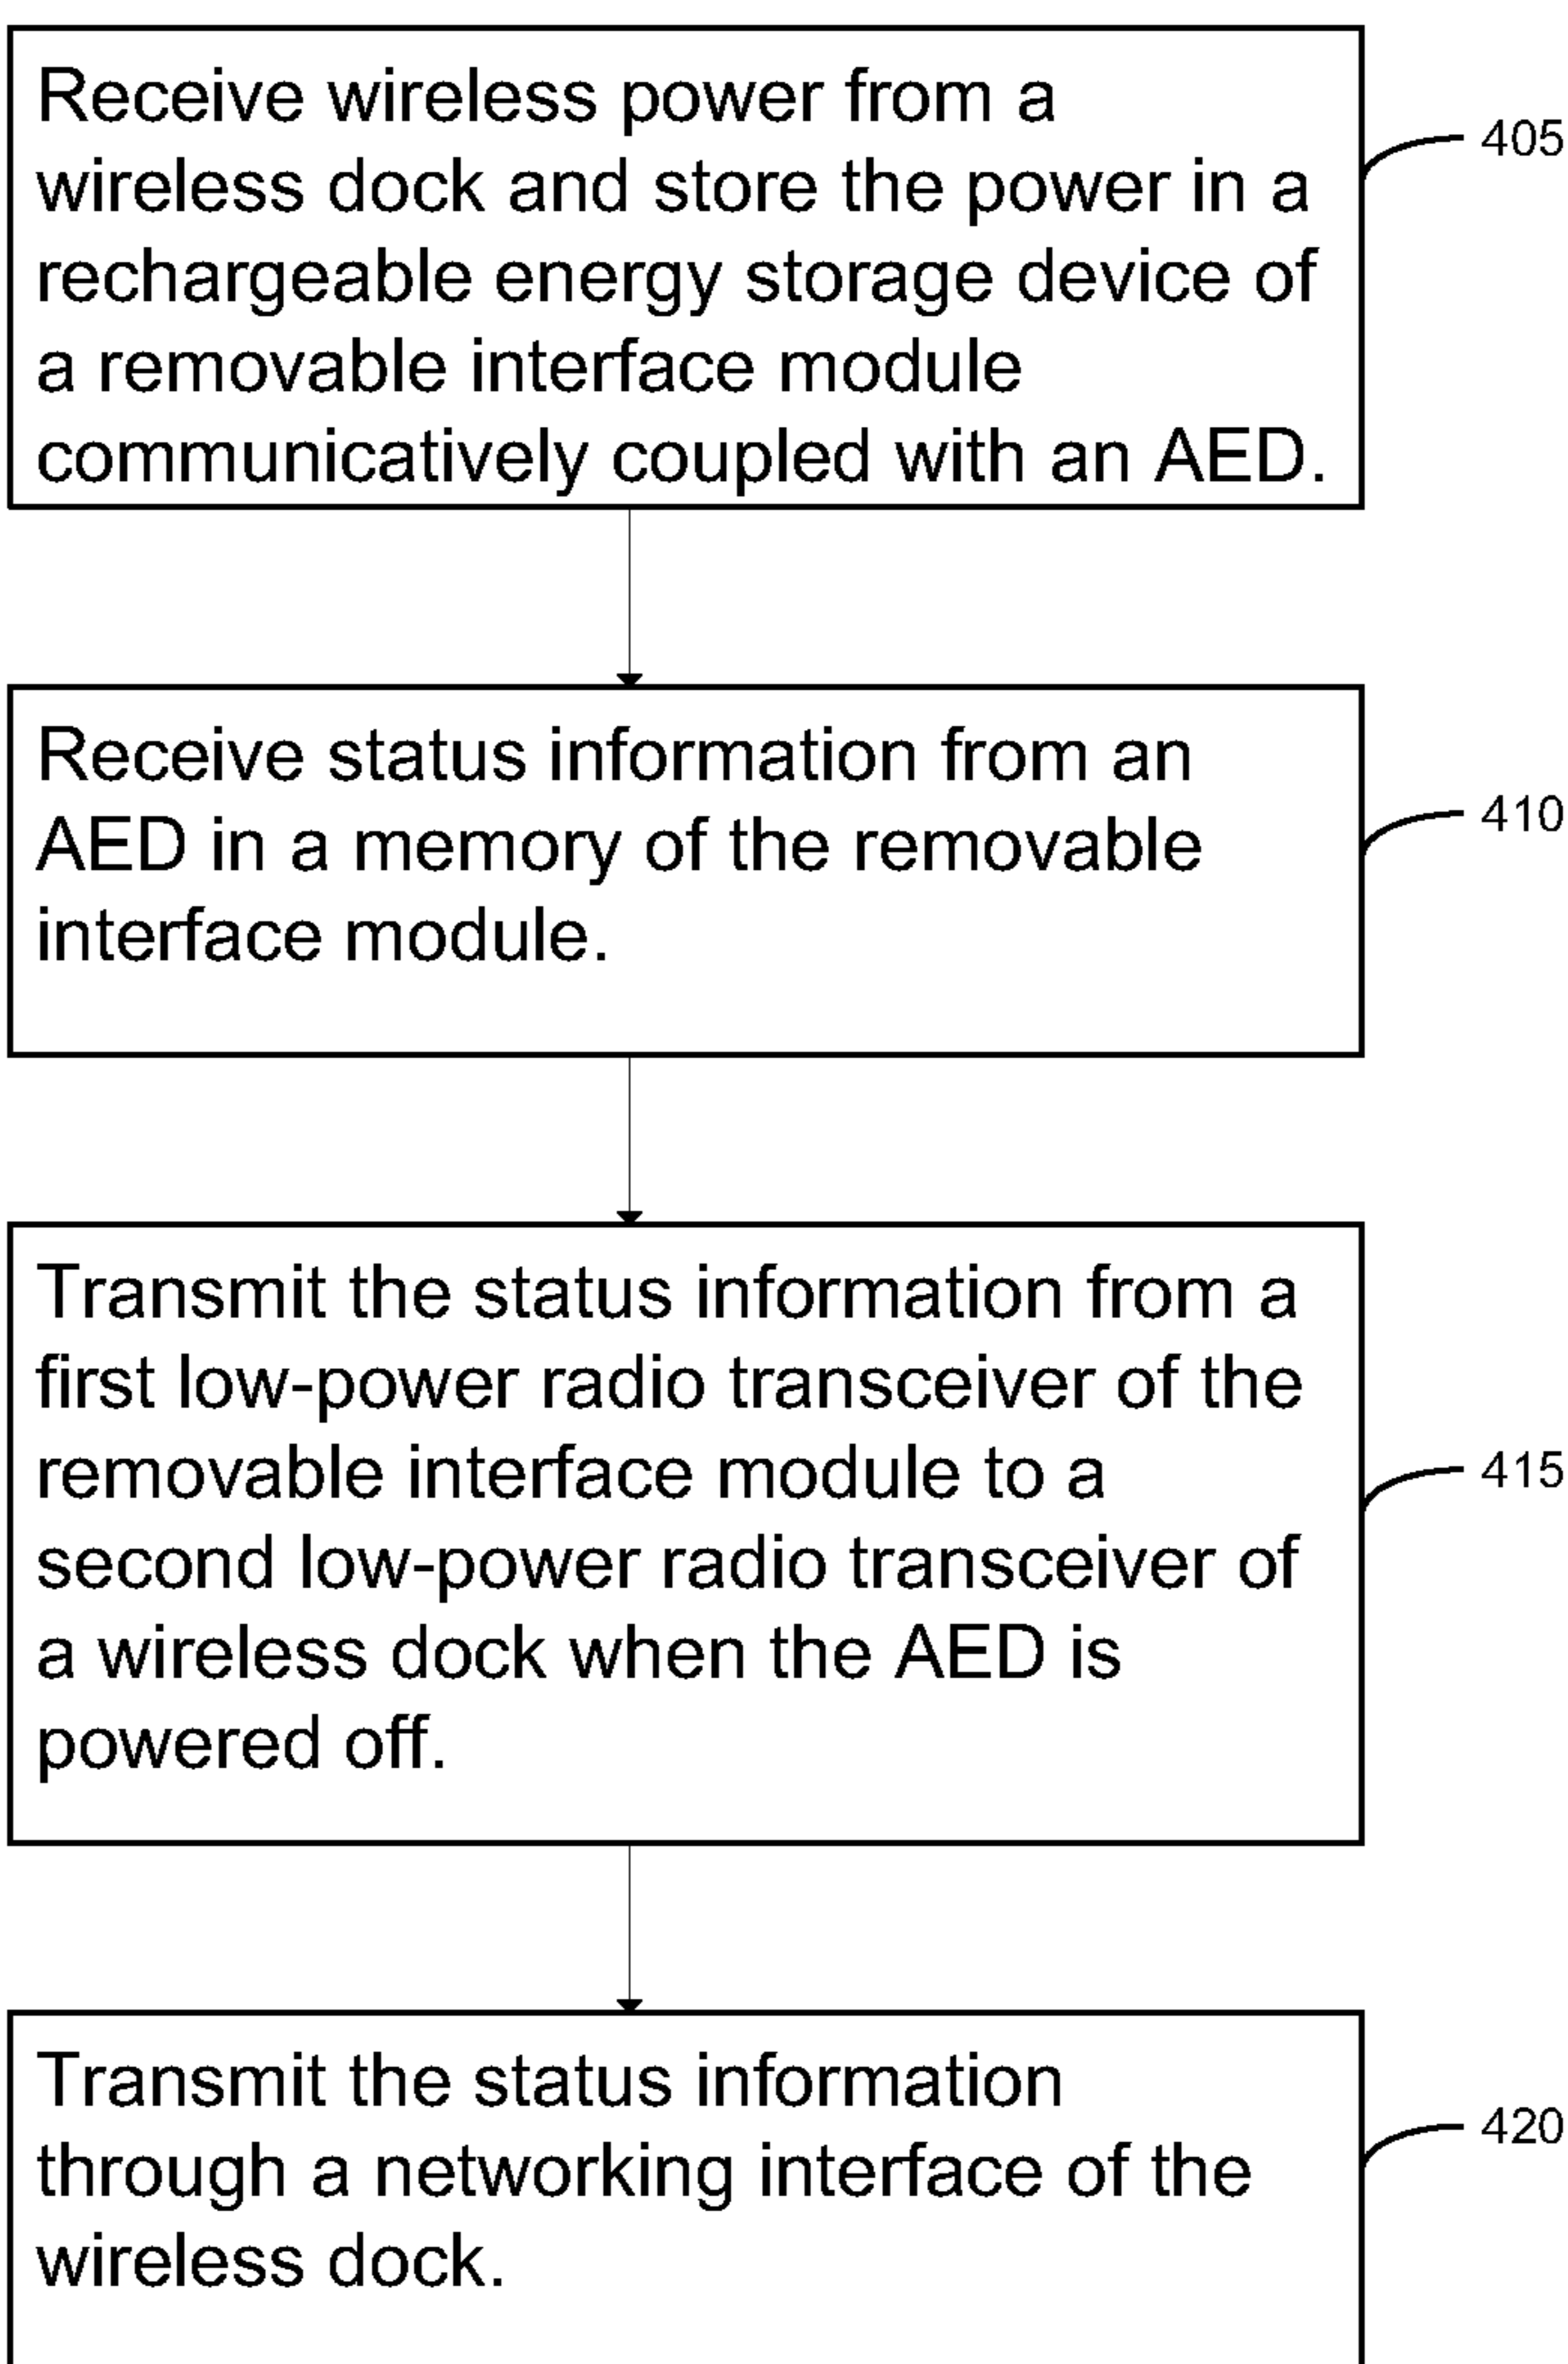 Receive wireless power from a
wireless dock and store the power in a
rechargeable energy storage device of
a removable interface module
communicatively coupled with an AED.
405
Receive status information from an
AED in a memory of the removable
interface module.
410
Transmit the status information from a
first low-power radio transceiver of the
removable interface module to a
second low-power radio transceiver of
a wireless dock when the AED is
powered off.
415
Transmit the status information
through a networking interface of the
wireless dock.
420